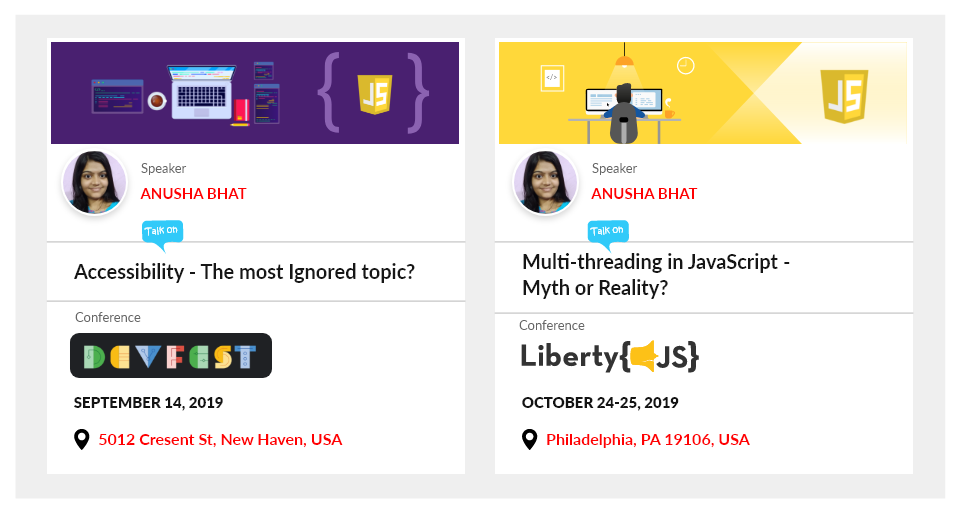 JS
Speaker
ANUSHA BHAT
Talk on
Accessibility - The most Ignored topic?
Conference
DEVFEST
SEPTEMBER 14, 2019
5012 Cresent St, New Haven, USA
</>
JS
Speaker
ANUSHA BHAT
Talk on
Multi-threading in JavaScript -
Myth or Reality?
Conference
Liberty{JS}
OCTOBER 24-25, 2019
Philadelphia, PA 19106, USA